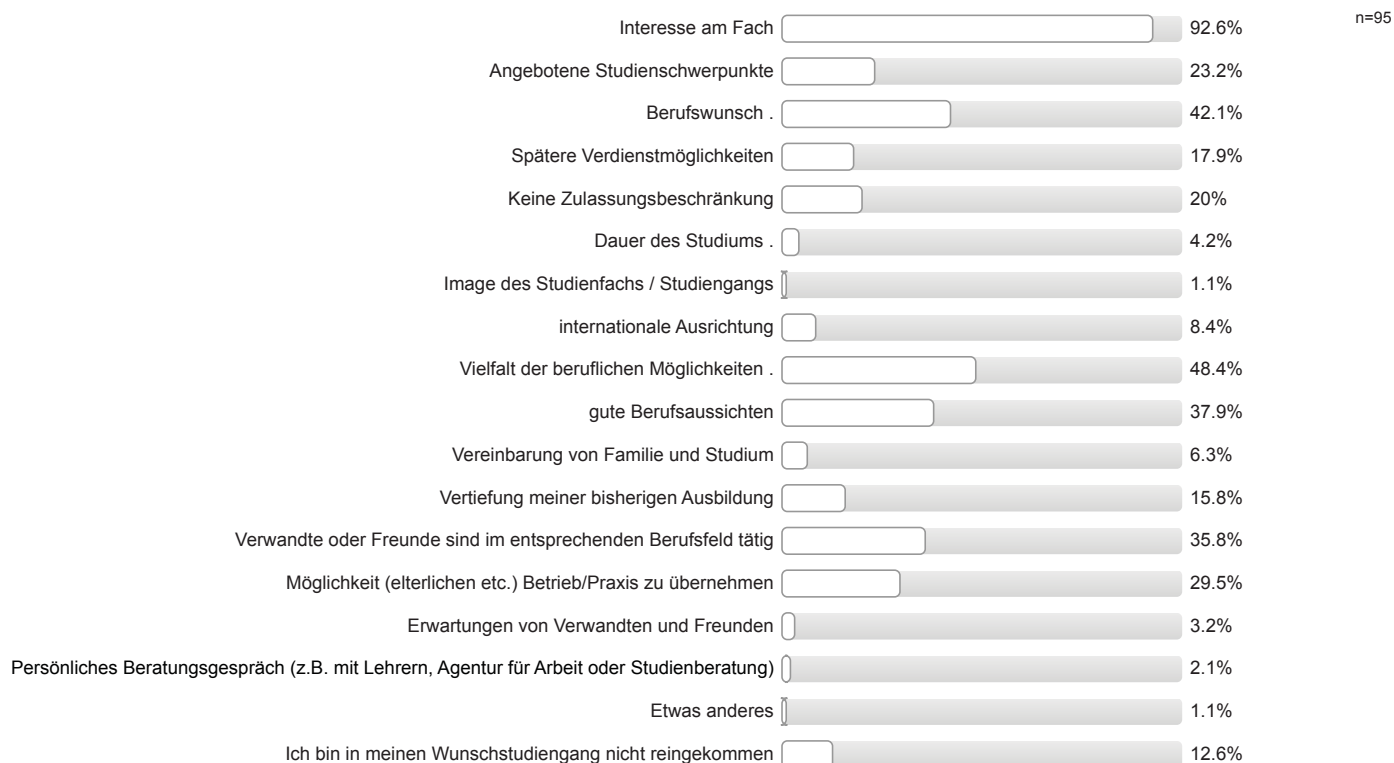 n=95
Interesse am Fach 92.6%
Angebotene Studienschwerpunkte 23.2%
Berufswunsch . 42.1%
Spätere Verdienstmöglichkeiten 17.9%
Keine Zulassungsbeschränkung 20%
Dauer des Studiums . 4.2%
Image des Studienfachs / Studiengangs 1.1%
internationale Ausrichtung 8.4%
Vielfalt der beruflichen Möglichkeiten . 48.4%
gute Berufsaussichten 37.9%
Vereinbarung von Familie und Studium 6.3%
Vertiefung meiner bisherigen Ausbildung 15.8%
Verwandte oder Freunde sind im entsprechenden Berufsfeld tätig 35.8%
Möglichkeit (elterlichen etc.) Betrieb/Praxis zu übernehmen 29.5%
Erwartungen von Verwandten und Freunden 3.2%
Persönliches Beratungsgespräch (z.B. mit Lehrern, Agentur für Arbeit oder Studienberatung) 2.1%
Etwas anderes 1.1%
Ich bin in meinen Wunschstudiengang nicht reingekommen 12.6%